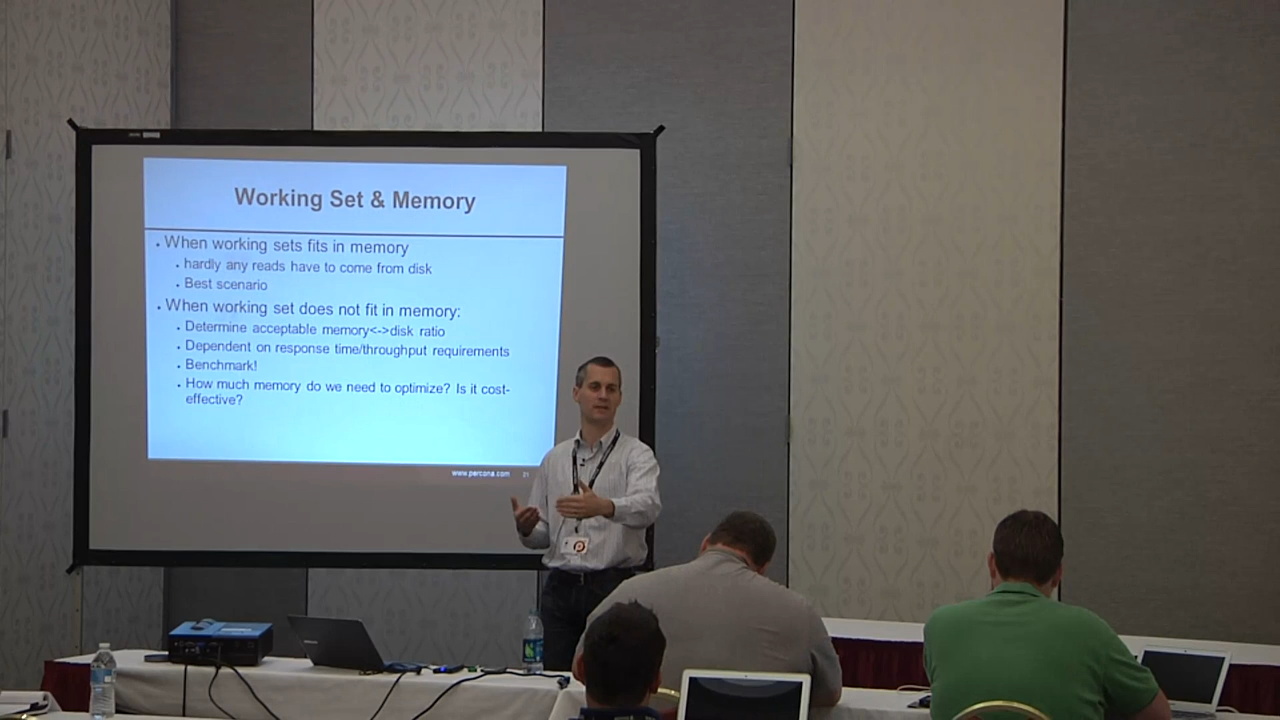 Working Set & Memory
• When working sets fits in memory
• hardly any reads have to come from disk
• Best scenario
• When working set does not fit in memory:
• Determine acceptable memory<->disk ratio
• Dependent on response time/throughput requirements
• Benchmark!
• How much memory do we need to optimize? Is it cost-
effective?
www.percona.com 21